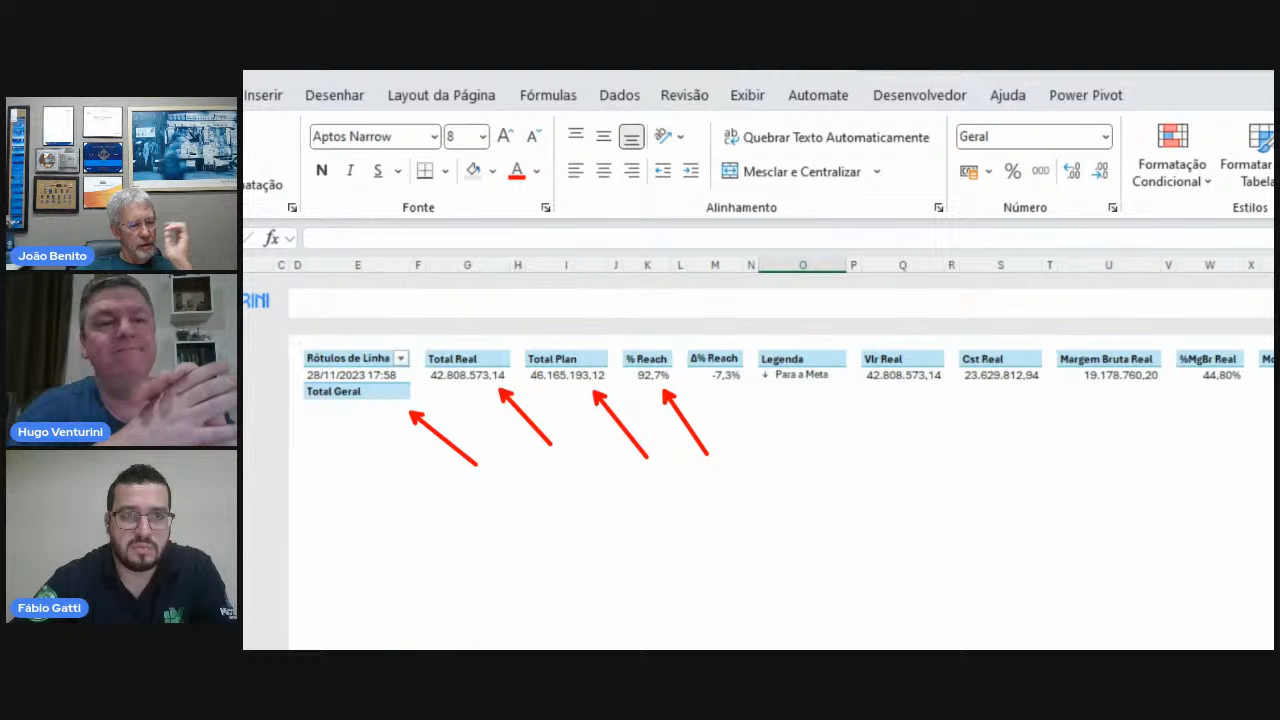 Inserir Desenhar Layout da Página Fórmulas Dados Revisão Exibir Automate Desenvolvedor Ajuda Power Pivot
Aptos Narrow 8 Quebrar Texto Automaticamente Geral
N I S Mesclar e Centralizar % 000 Formatação Condicional Formatar Tabela
Fonte Alinhamento Número Estilos
fx
C D E F G H I J K L M N O P Q R S T U V W X
Rótulos de Linha Total Real Total Plan % Reach Δ% Reach Legenda Vlr Real Cst Real Margem Bruta Real %MgBr Real
28/11/2023 17:58 42.808.573,14 46.165.193,12 92,7% -7,3% ↓ Para a Meta 42.808.573,14 23.629.812,94 19.178.760,20 44,80%
Total Geral
João Benito
Hugo Venturini
Fábio Gatti